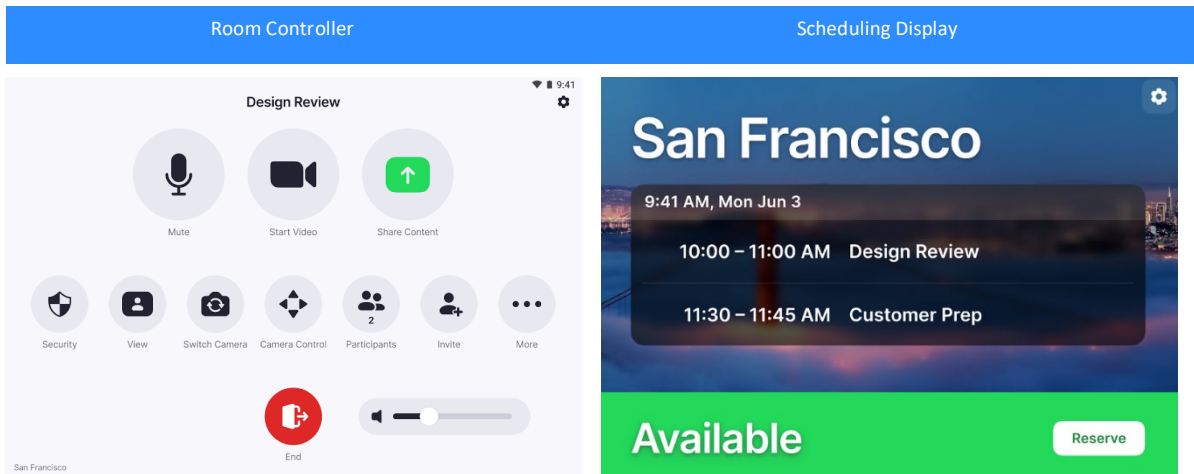 Room Controller
Scheduling Display
9:41
Design Review
Mute
Start Video
Share Content
2
Security
View
Switch Camera
Camera Control
Participants
Invite
More
End
San Francisco
San Francisco
9:41 AM, Mon Jun 3
10:00 – 11:00 AM Design Review
11:30 – 11:45 AM Customer Prep
Available
Reserve